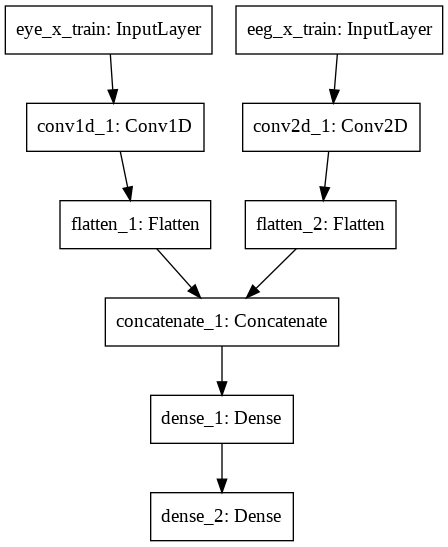 eye_x_train: InputLayer
eeg_x_train: InputLayer
conv1d_1: Conv1D
conv2d_1: Conv2D
flatten_1: Flatten
flatten_2: Flatten
concatenate_1: Concatenate
dense_1: Dense
dense_2: Dense